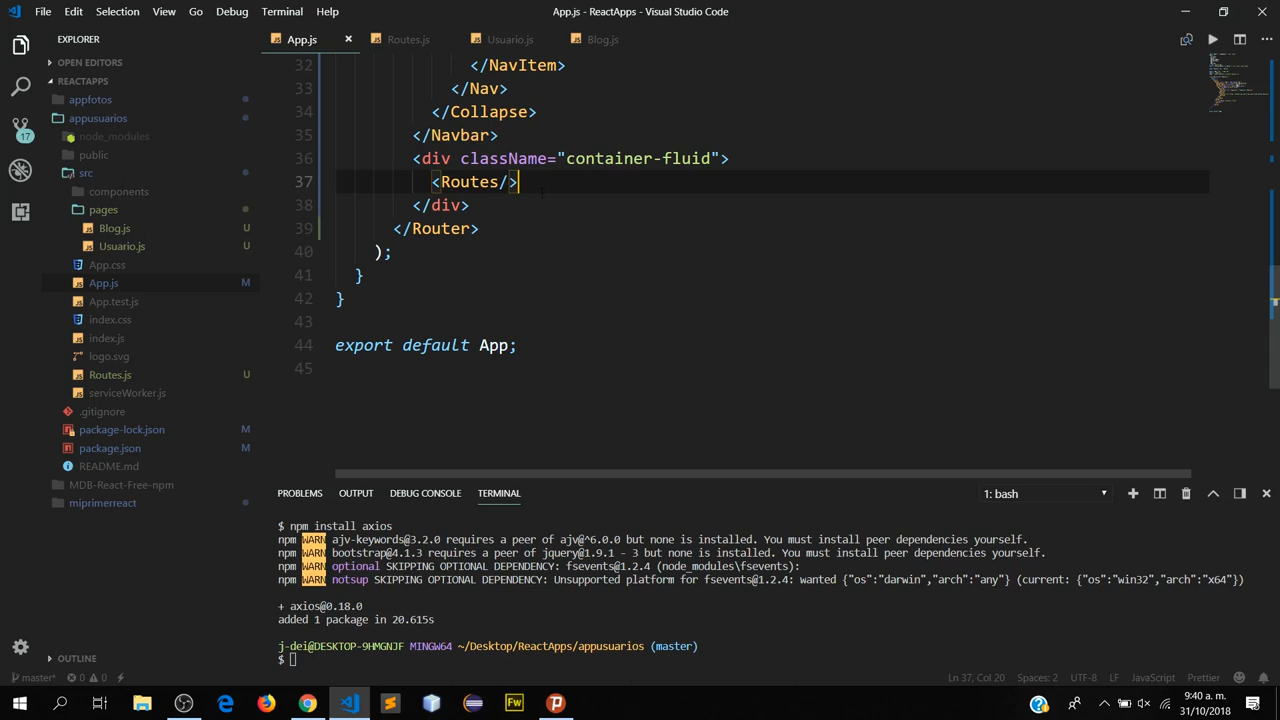 File Edit Selection View Go Debug Terminal Help
App.js - ReactApps - Visual Studio Code
EXPLORER
App.js
Routes.js
Usuario.js
Blog.js
OPEN EDITORS
REACTAPPS
appfotos
appusuarios
node_modules
public
src
components
pages
Blog.js U
Usuario.js U
App.css
App.js M
App.test.js
index.css
index.js
logo.svg
Routes.js U
serviceWorker.js
.gitignore
package-lock.json M
package.json M
README.md
MDB-React-Free-npm
miprimerreact
OUTLINE
17
32 </NavItem>
33 </Nav>
34 </Collapse>
35 </Navbar>
36 <div className="container-fluid">
37 <Routes/>
38 </div>
39 </Router>
40 );
41 }
42 }
43
44 export default App;
45
PROBLEMS OUTPUT DEBUG CONSOLE TERMINAL
1: bash
$ npm install axios
npm WARN ajv-keywords@3.2.0 requires a peer of ajv@^6.0.0 but none is installed. You must install peer dependencies yourself.
npm WARN bootstrap@4.1.3 requires a peer of jquery@1.9.1 - 3 but none is installed. You must install peer dependencies yourself.
npm WARN optional SKIPPING OPTIONAL DEPENDENCY: fsevents@1.2.4 (node_modules\fsevents):
npm WARN notsup SKIPPING OPTIONAL DEPENDENCY: Unsupported platform for fsevents@1.2.4: wanted {"os":"darwin","arch":"any"} (current: {"os":"win32","arch":"x64"})
+ axios@0.18.0
added 1 package in 20.615s
j-dei@DESKTOP-9HMGNJF MINGW64 ~/Desktop/ReactApps/appusuarios (master)
$
master*
0 0
Ln 37, Col 20 Spaces: 2 UTF-8 LF JavaScript Prettier
Fw
9:40 a. m.
31/10/2018